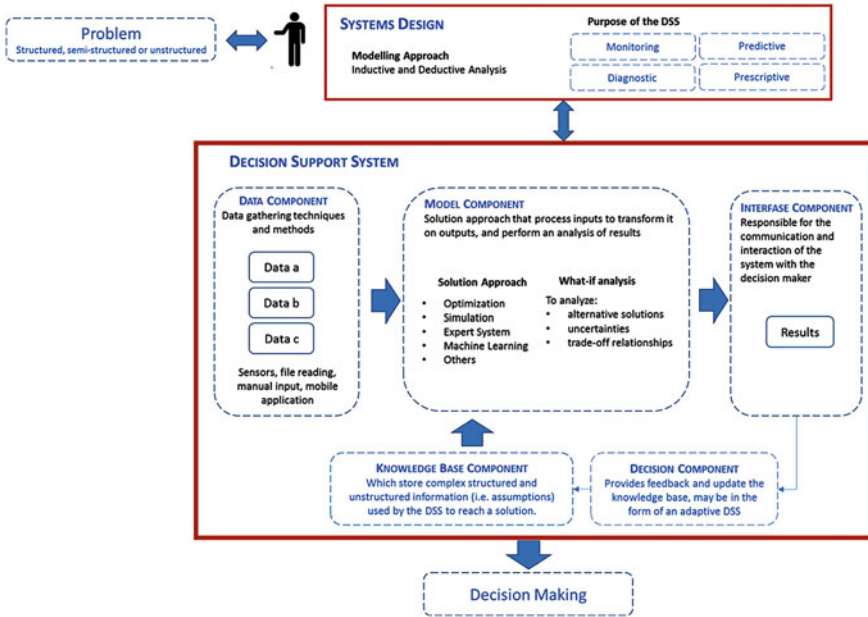 Problem
Structured, semi-structured or unstructured
SYSTEMS DESIGN
Modelling Approach
Inductive and Deductive Analysis
Purpose of the DSS
Monitoring
Predictive
Diagnostic
Prescriptive
DECISION SUPPORT SYSTEM
DATA COMPONENT
Data gathering techniques
and methods
Data a
Data b
Data c
Sensors, file reading,
manual input, mobile
application
MODEL COMPONENT
Solution approach that process inputs to transform it
on outputs, and perform an analysis of results
Solution Approach
• Optimization
• Simulation
• Expert System
• Machine Learning
• Others
What-if analysis
To analyze:
• alternative solutions
• uncertainties
• trade-off relationships
INTERFASE COMPONENT
Responsible for the
communication and
interaction of the
system with the
decision maker
Results
KNOWLEDGE BASE COMPONENT
Which store complex structured and
unstructured information (i.e. assumptions)
used by the DSS to reach a solution.
DECISION COMPONENT
Provides feedback and update the
knowledge base, may be in the
form of an adaptive DSS
Decision Making